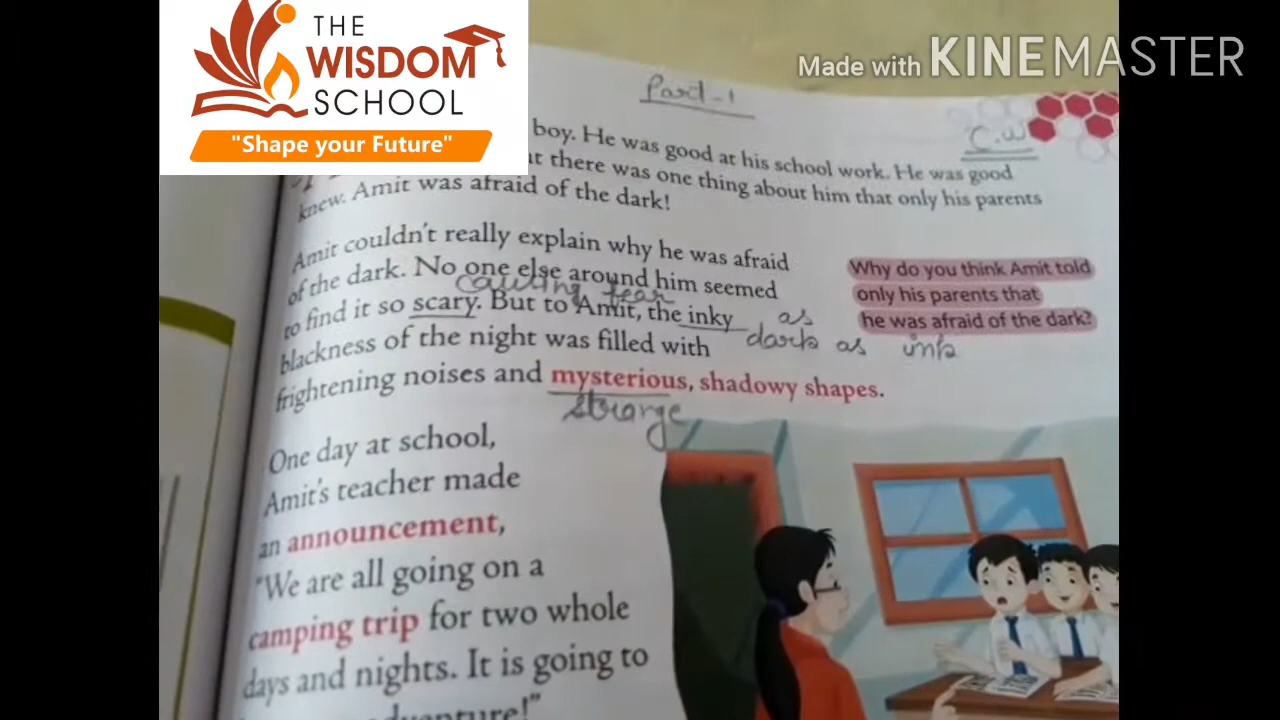 THE
WISDOM
SCHOOL
"Shape your Future"
Made with KINEMASTER
Part-1
C.W
boy. He was good at his school work. He was good
there was one thing about him that only his parents
knew. Amit was afraid of the dark!
Amit couldn't really explain why he was afraid
of the dark. No one else around him seemed
causing fear
to find it so scary. But to Amit, the inky
as
dark as ink
blackness of the night was filled with
frightening noises and mysterious, shadowy shapes.
strange
Why do you think Amit told
only his parents that
he was afraid of the dark?
One day at school,
Amit's teacher made
an announcement,
"We are all going on a
camping trip for two whole
days and nights. It is going to